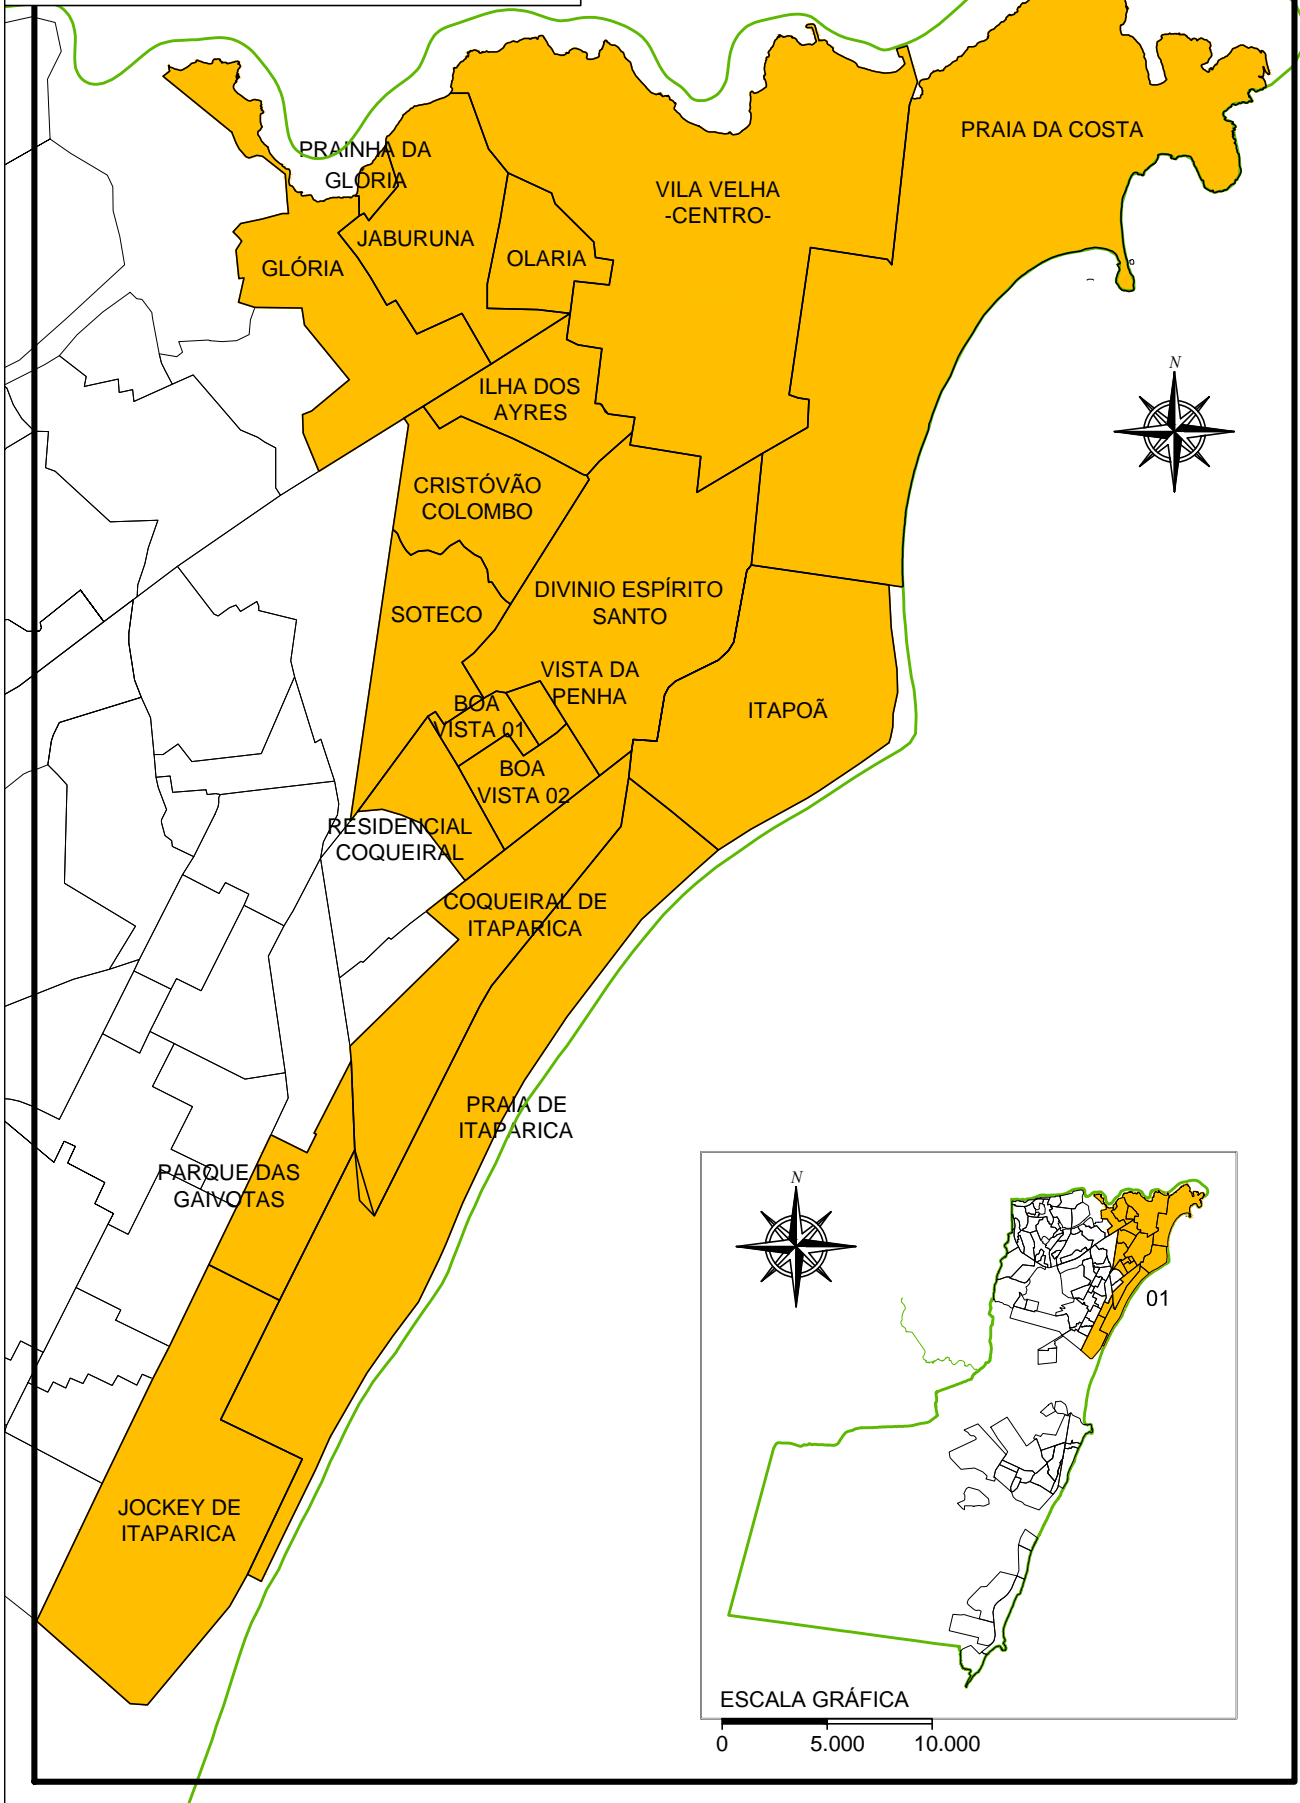 PRAIA DA COSTA
PRAINHA DA
GLÓRIA
VILA VELHA
-CENTRO-
JABURUNA
OLARIA
GLÓRIA
N
ILHA DOS
AYRES
CRISTÓVÃO
COLOMBO
DIVINIO ESPÍRITO
SANTO
SOTECO
VISTA DA
PENHA
BOA
VISTA 01
ITAPOÃ
BOA
VISTA 02
RESIDENCIAL
COQUEIRAL
COQUEIRAL DE
ITAPARICA
PRAIA DE
ITAPARICA
PARQUE DAS
GAIVOTAS
N
01
JOCKEY DE
ITAPARICA
ESCALA GRÁFICA
0 5.000 10.000